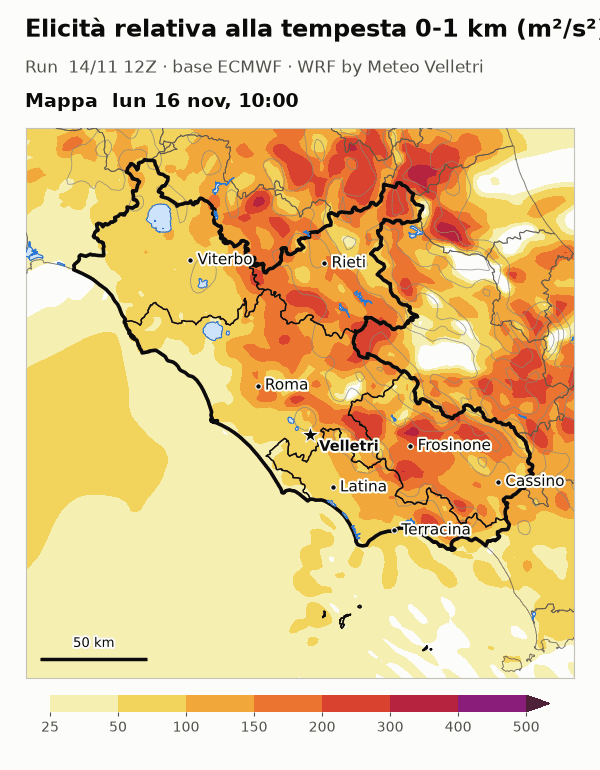 Elicità relativa alla tempesta 0-1 km (m²/s²)
Run 14/11 12Z · base ECMWF · WRF by Meteo Velletri
Mappa lun 16 nov, 10:00
Viterbo
Rieti
Roma
Velletri
Frosinone
Cassino
Latina
Terracina
50 km
25 50 100 150 200 300 400 500